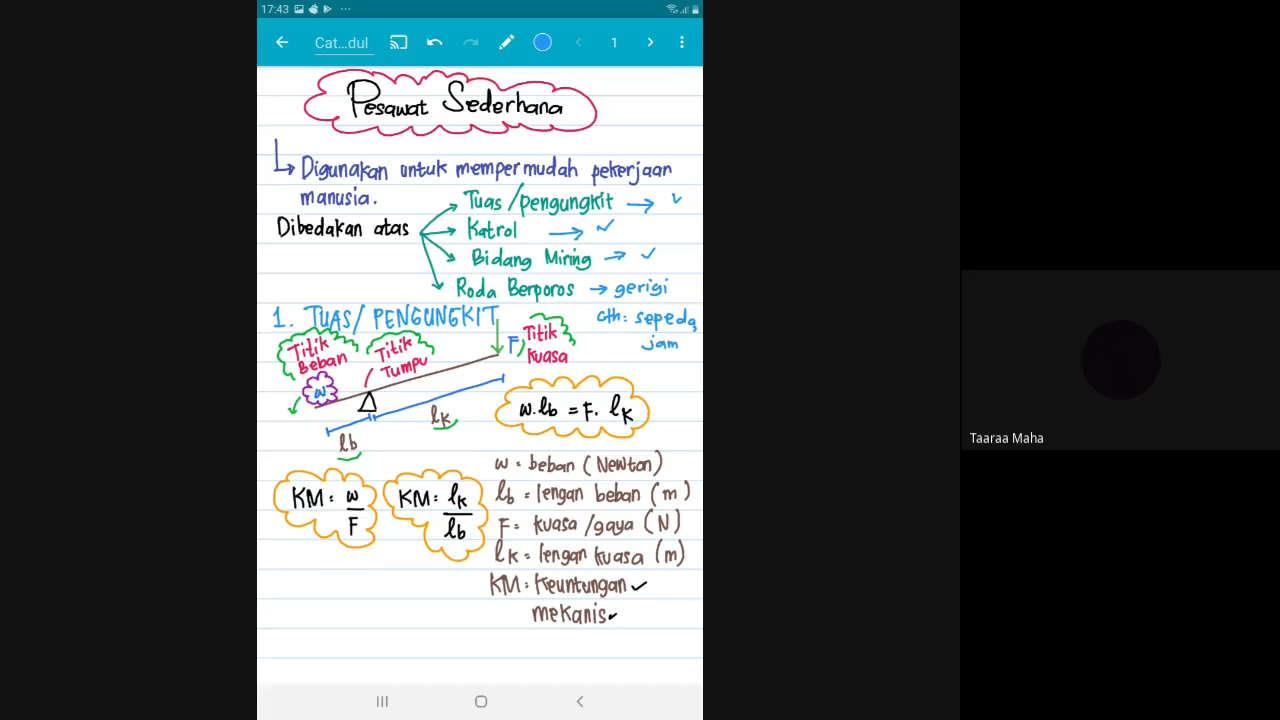 17:43
Cat...dul
1
Pesawat Sederhana
Digunakan untuk mempermudah pekerjaan
manusia.
Dibedakan atas
Tuas/pengungkit
Katrol
Bidang Miring
Roda Berporos → gerigi
cth: sepeda,
jam
1. TUAS/ PENGUNGKIT
Titik
Beban
Titik
Tumpu
F
Titik
Kuasa
w
lb
lk
w.lb = F. lk
KM = w/F
KM = lk/lb
w = beban (Newton)
lb = lengan beban (m)
F = kuasa/gaya (N)
lk = lengan kuasa (m)
KM = Keuntungan
mekanis
Taaraa Maha